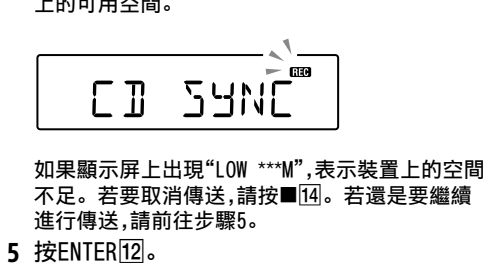 上的可用空間。
REC
CD SYNC
如果顯示屏上出現“LOW ***M”,表示裝置上的空間
不足。若要取消傳送,請按■14。若還是要繼續
進行傳送,請前往步驟5。
5 按ENTER12。